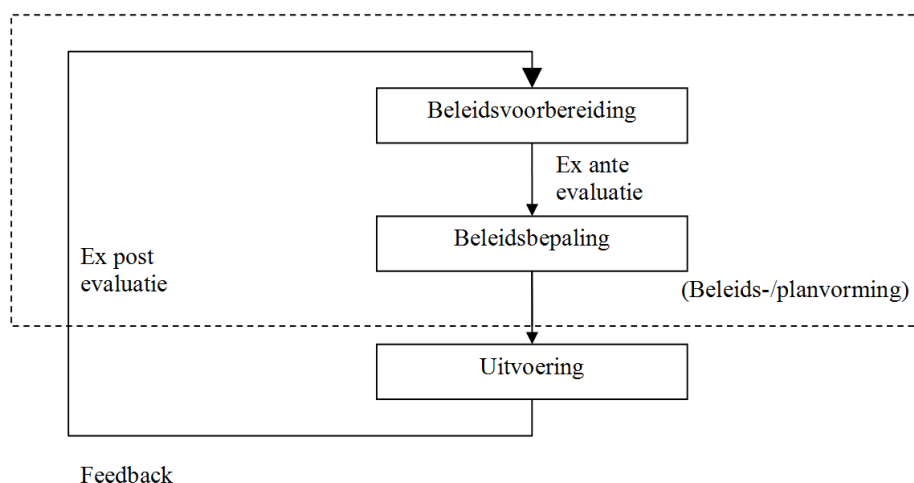 Beleidsvoorbereiding
Ex ante
evaluatie
Beleidsbepaling
Ex post
evaluatie
(Beleids-/planvorming)
Uitvoering
Feedback